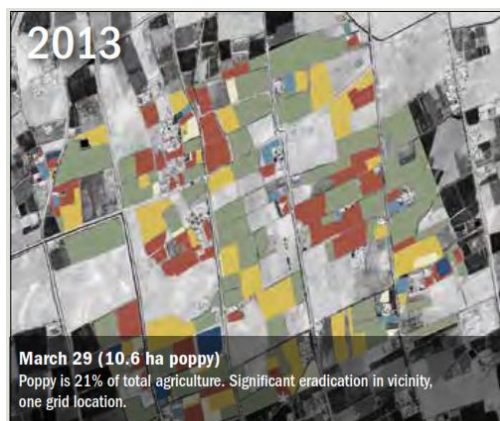 2013
March 29 (10.6 ha poppy)
Poppy is 21% of total agriculture. Significant eradication in vicinity,
one grid location.